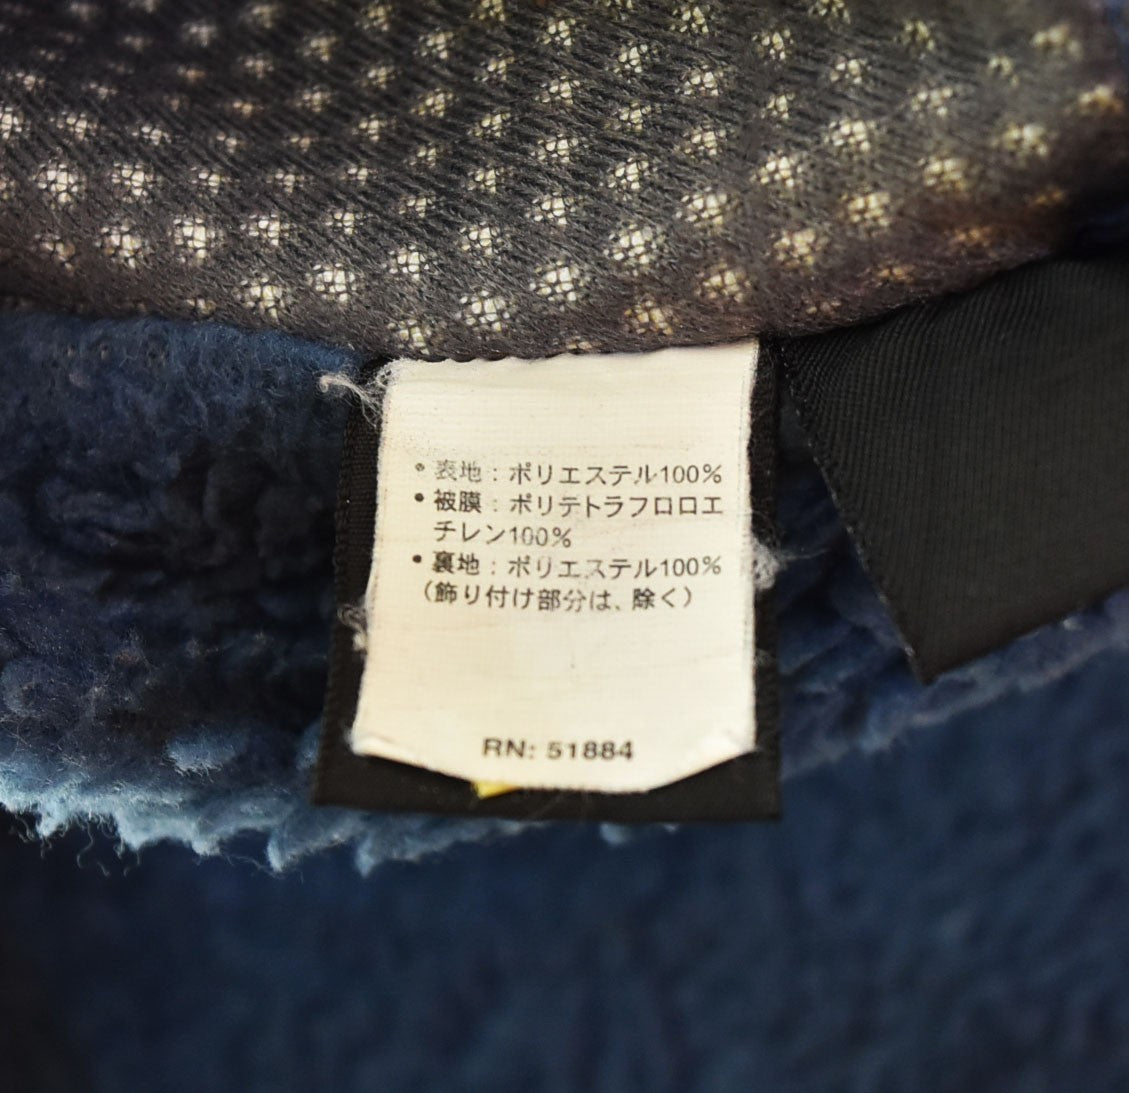 • 表地：ポリエステル100%
• 被膜：ポリテトラフロロエ
チレン100%
• 裏地：ポリエステル100%
（飾り付け部分は、除く）
RN: 51884